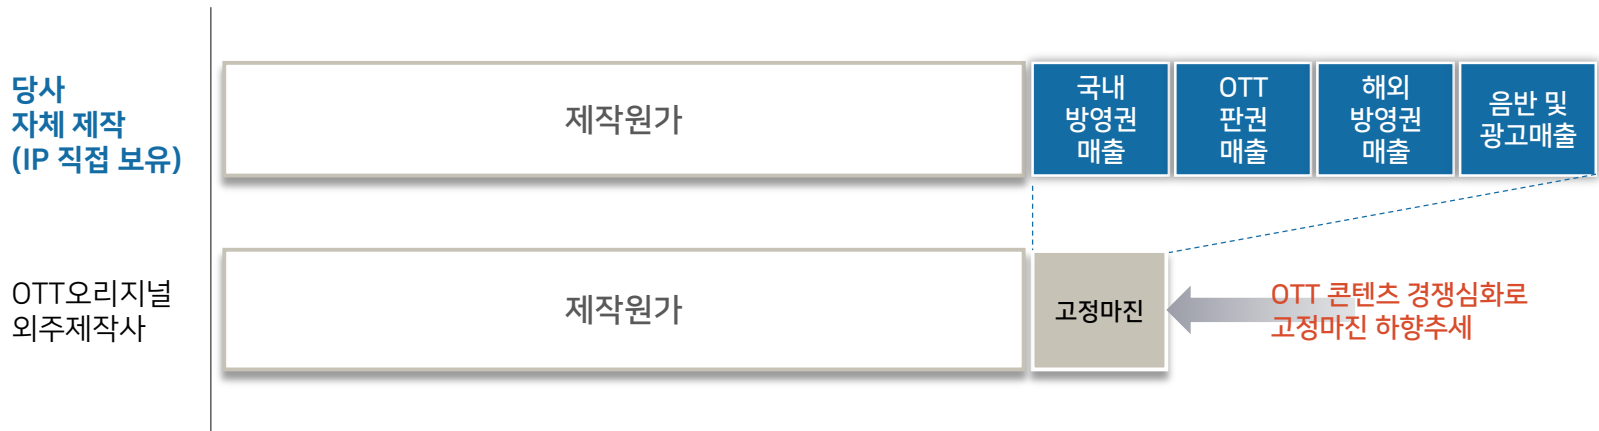 당사
자체 제작
(IP 직접 보유)
제작원가
국내
방영권
매출
OTT
판권
매출
해외
방영권
매출
음반 및
광고매출
OTT오리지널
외주제작사
제작원가
고정마진
OTT 콘텐츠 경쟁심화로
고정마진 하향추세